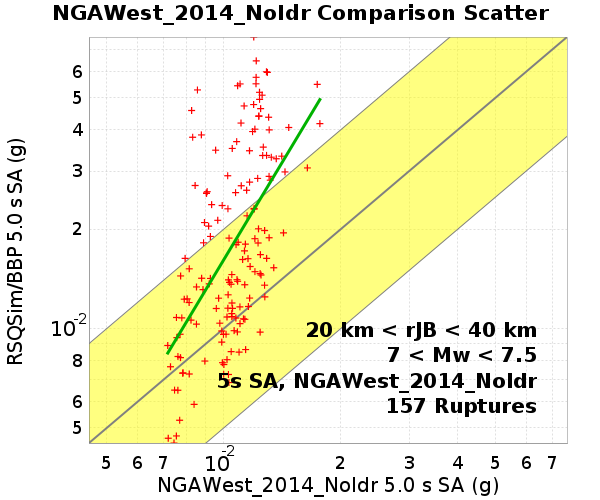 NGAWest_2014_NoIdr Comparison Scatter
RSQSim/BBP 5.0 s SA (g)
6
5
4
3
2
10-2
8
6
5
20 km < rJB < 40 km
7 < Mw < 7.5
5s SA, NGAWest_2014_NoIdr
157 Ruptures
5 6 7 10-2 2 3 4 5 6 7
NGAWest_2014_NoIdr 5.0 s SA (g)